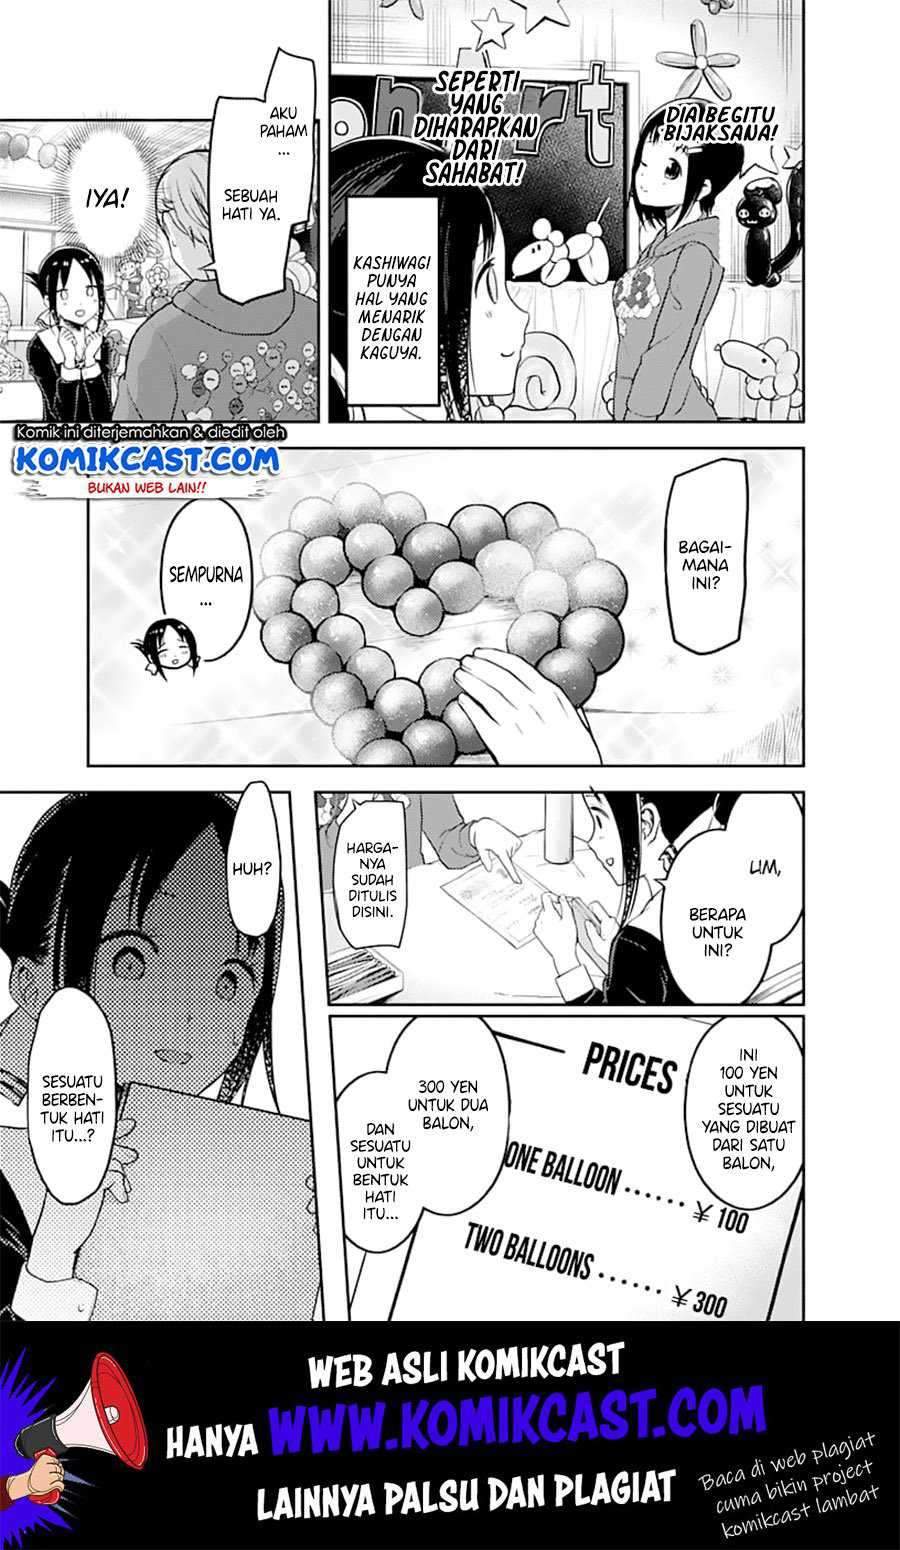 DIA BEGITU
BIJAKSANA!
SEPERTI
YANG
DIHARAPKAN
DARI
SAHABAT!
KASHIWAGI
PUNYA
HAL YANG
MENARIK
DENGAN
KAGUYA.
AKU
PAHAM
...
SEBUAH
HATI YA.
IYA!
Komik ini diterjemahkan & diedit oleh
KOMIKCAST.COM
BUKAN WEB LAIN!!
BAGAI-
MANA
INI?
SEMPURNA
...
UM,
BERAPA
UNTUK
INI?
HARGA-
NYA
SUDAH
DITULIS
DISINI.
INI
100 YEN
UNTUK
SESUATU
YANG DIBUAT
DARI SATU
BALON,
300 YEN
UNTUK DUA
BALON,
DAN
SESUATU
UNTUK
BENTUK
HATI
ITU...
PRICES
ONE BALLOON ...... ¥ 100
TWO BALLOONS ...... ¥ 300
HUH?
SESUATU
BERBEN-
TUK HATI
ITU...?
WEB ASLI KOMIKCAST
HANYA WWW.KOMIKCAST.COM
LAINNYA PALSU DAN PLAGIAT
Baca di web plagiat
cuma bikin project
komikcast lambat